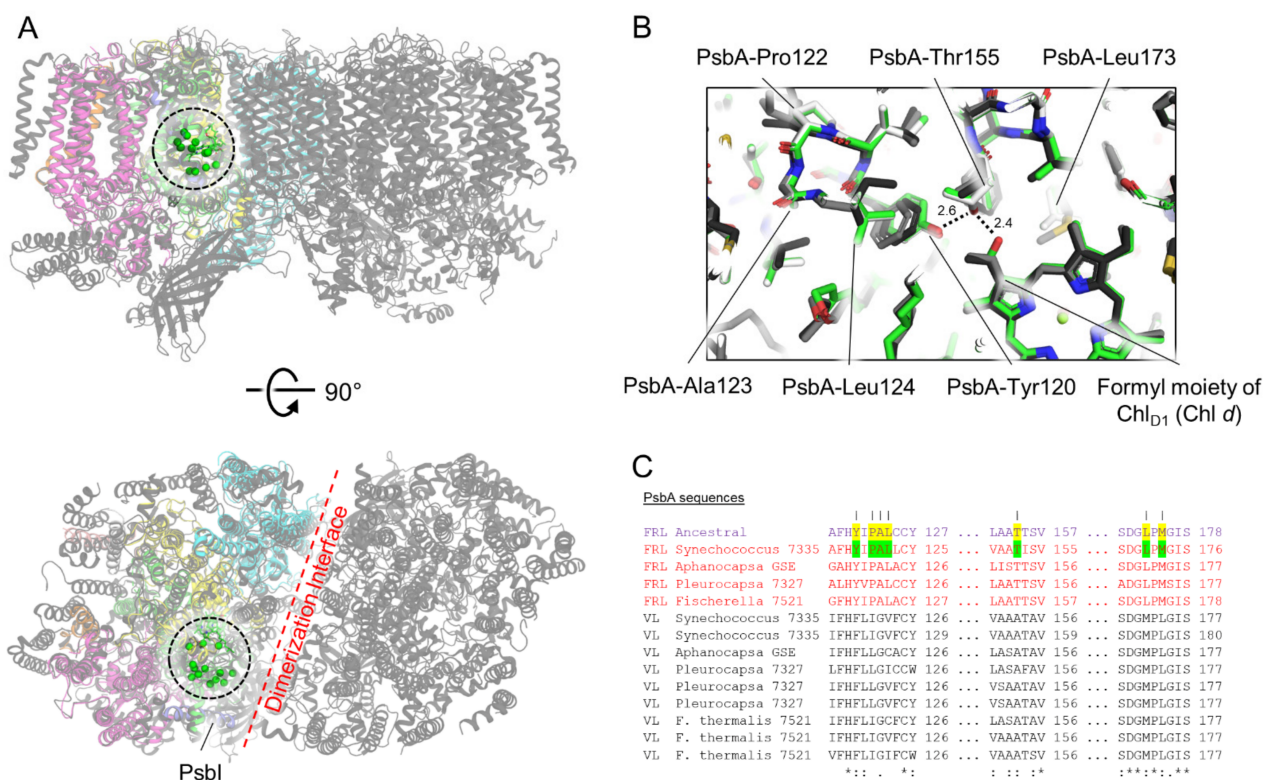 A
90°
Dimerization Interface
PsbI
B
PsbA-Pro122 PsbA-Thr155 PsbA-Leu173
2.6
2.4
PsbA-Ala123 PsbA-Leu124 PsbA-Tyr120 Formyl moiety of
ChlD1 (Chl d)
C
PsbA sequences
| ||| | | |
FRL Ancestral AFHYIPALCCY 127 ... LAATTSV 157 ... SDGLPMGIS 178
FRL Synechococcus 7335 AFHYIPALLCY 125 ... VAATISV 155 ... SDGLPMGIS 176
FRL Aphanocapsa GSE GAHYIPALACY 126 ... LISTTSV 156 ... SDGLPMGIS 177
FRL Pleurocapsa 7327 ALHYVPALCCY 126 ... LAATTSV 156 ... ADGLPMSIS 177
FRL Fischerella 7521 GFHYIPALACY 127 ... LAATTSV 157 ... SDGLPMGIS 178
VL Synechococcus 7335 IFHFLIGVFCY 126 ... VAAATAV 156 ... SDGMPLGIS 177
VL Synechococcus 7335 IFHFLIGVFCY 129 ... VAAATAV 159 ... SDGMPLGIS 180
VL Aphanocapsa GSE IFHFLLGCACY 126 ... VAAATAV 156 ... SDGMPLGIS 177
VL Pleurocapsa 7327 LFHFLIGICCW 126 ... LASAFAV 156 ... SDGMPLGIS 177
VL Pleurocapsa 7327 IFHFLLGVFCY 126 ... VSAATAV 156 ... SDGMPLGIS 177
VL Pleurocapsa 7327 IFHFLLGVFCY 126 ... VSAATAV 156 ... SDGMPLGIS 177
VL F. thermalis 7521 IFHFLIGCFCY 126 ... LASATAV 156 ... SDGMPLGIS 177
VL F. thermalis 7521 IFHFLIGVFCY 126 ... VAAATAV 156 ... SDGMPLGIS 177
VL F. thermalis 7521 VFHFLIGIFCW 126 ... VAAATSV 156 ... SDGMPLGIS 177
*:: . *: : : ::* :**:*:.**